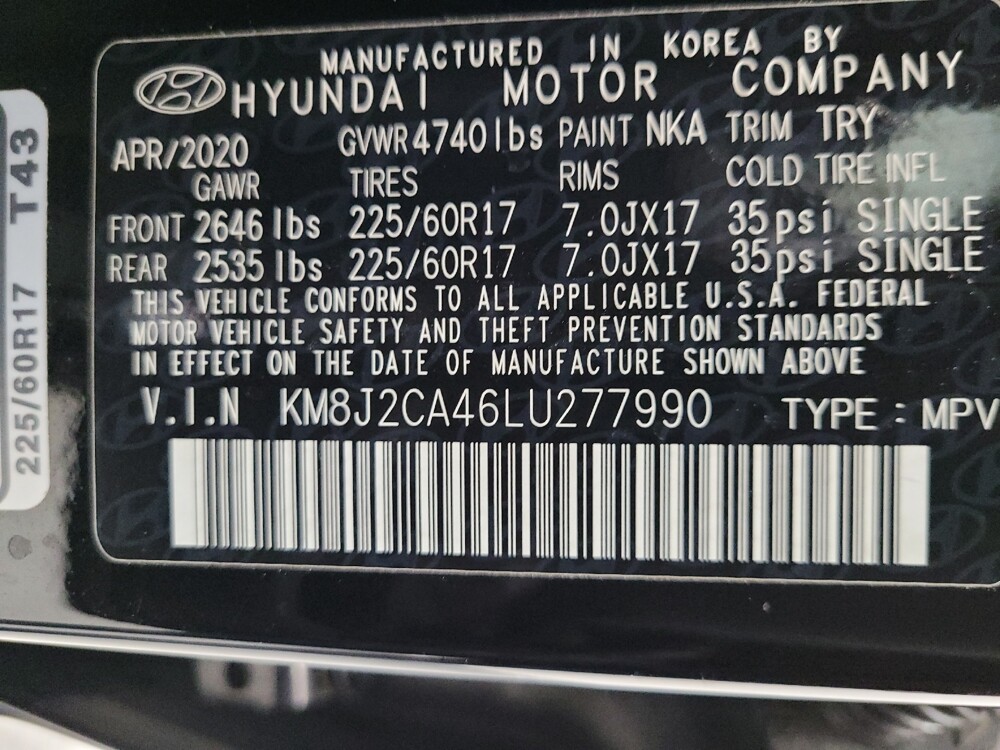 MANUFACTURED IN KOREA BY
HYUNDAI MOTOR COMPANY
APR/2020 GVWR 4740lbs PAINT NKA TRIM TRY
GAWR TIRES RIMS COLD TIRE INFL
FRONT 2646 lbs 225/60R17 7.0JX17 35psi SINGLE
REAR 2535 lbs 225/60R17 7.0JX17 35psi SINGLE
THIS VEHICLE CONFORMS TO ALL APPLICABLE U.S.A. FEDERAL
MOTOR VEHICLE SAFETY AND THEFT PREVENTION STANDARDS
IN EFFECT ON THE DATE OF MANUFACTURE SHOWN ABOVE
V.I.N KM8J2CA46LU277990 TYPE : MPV
225/60R17 T43